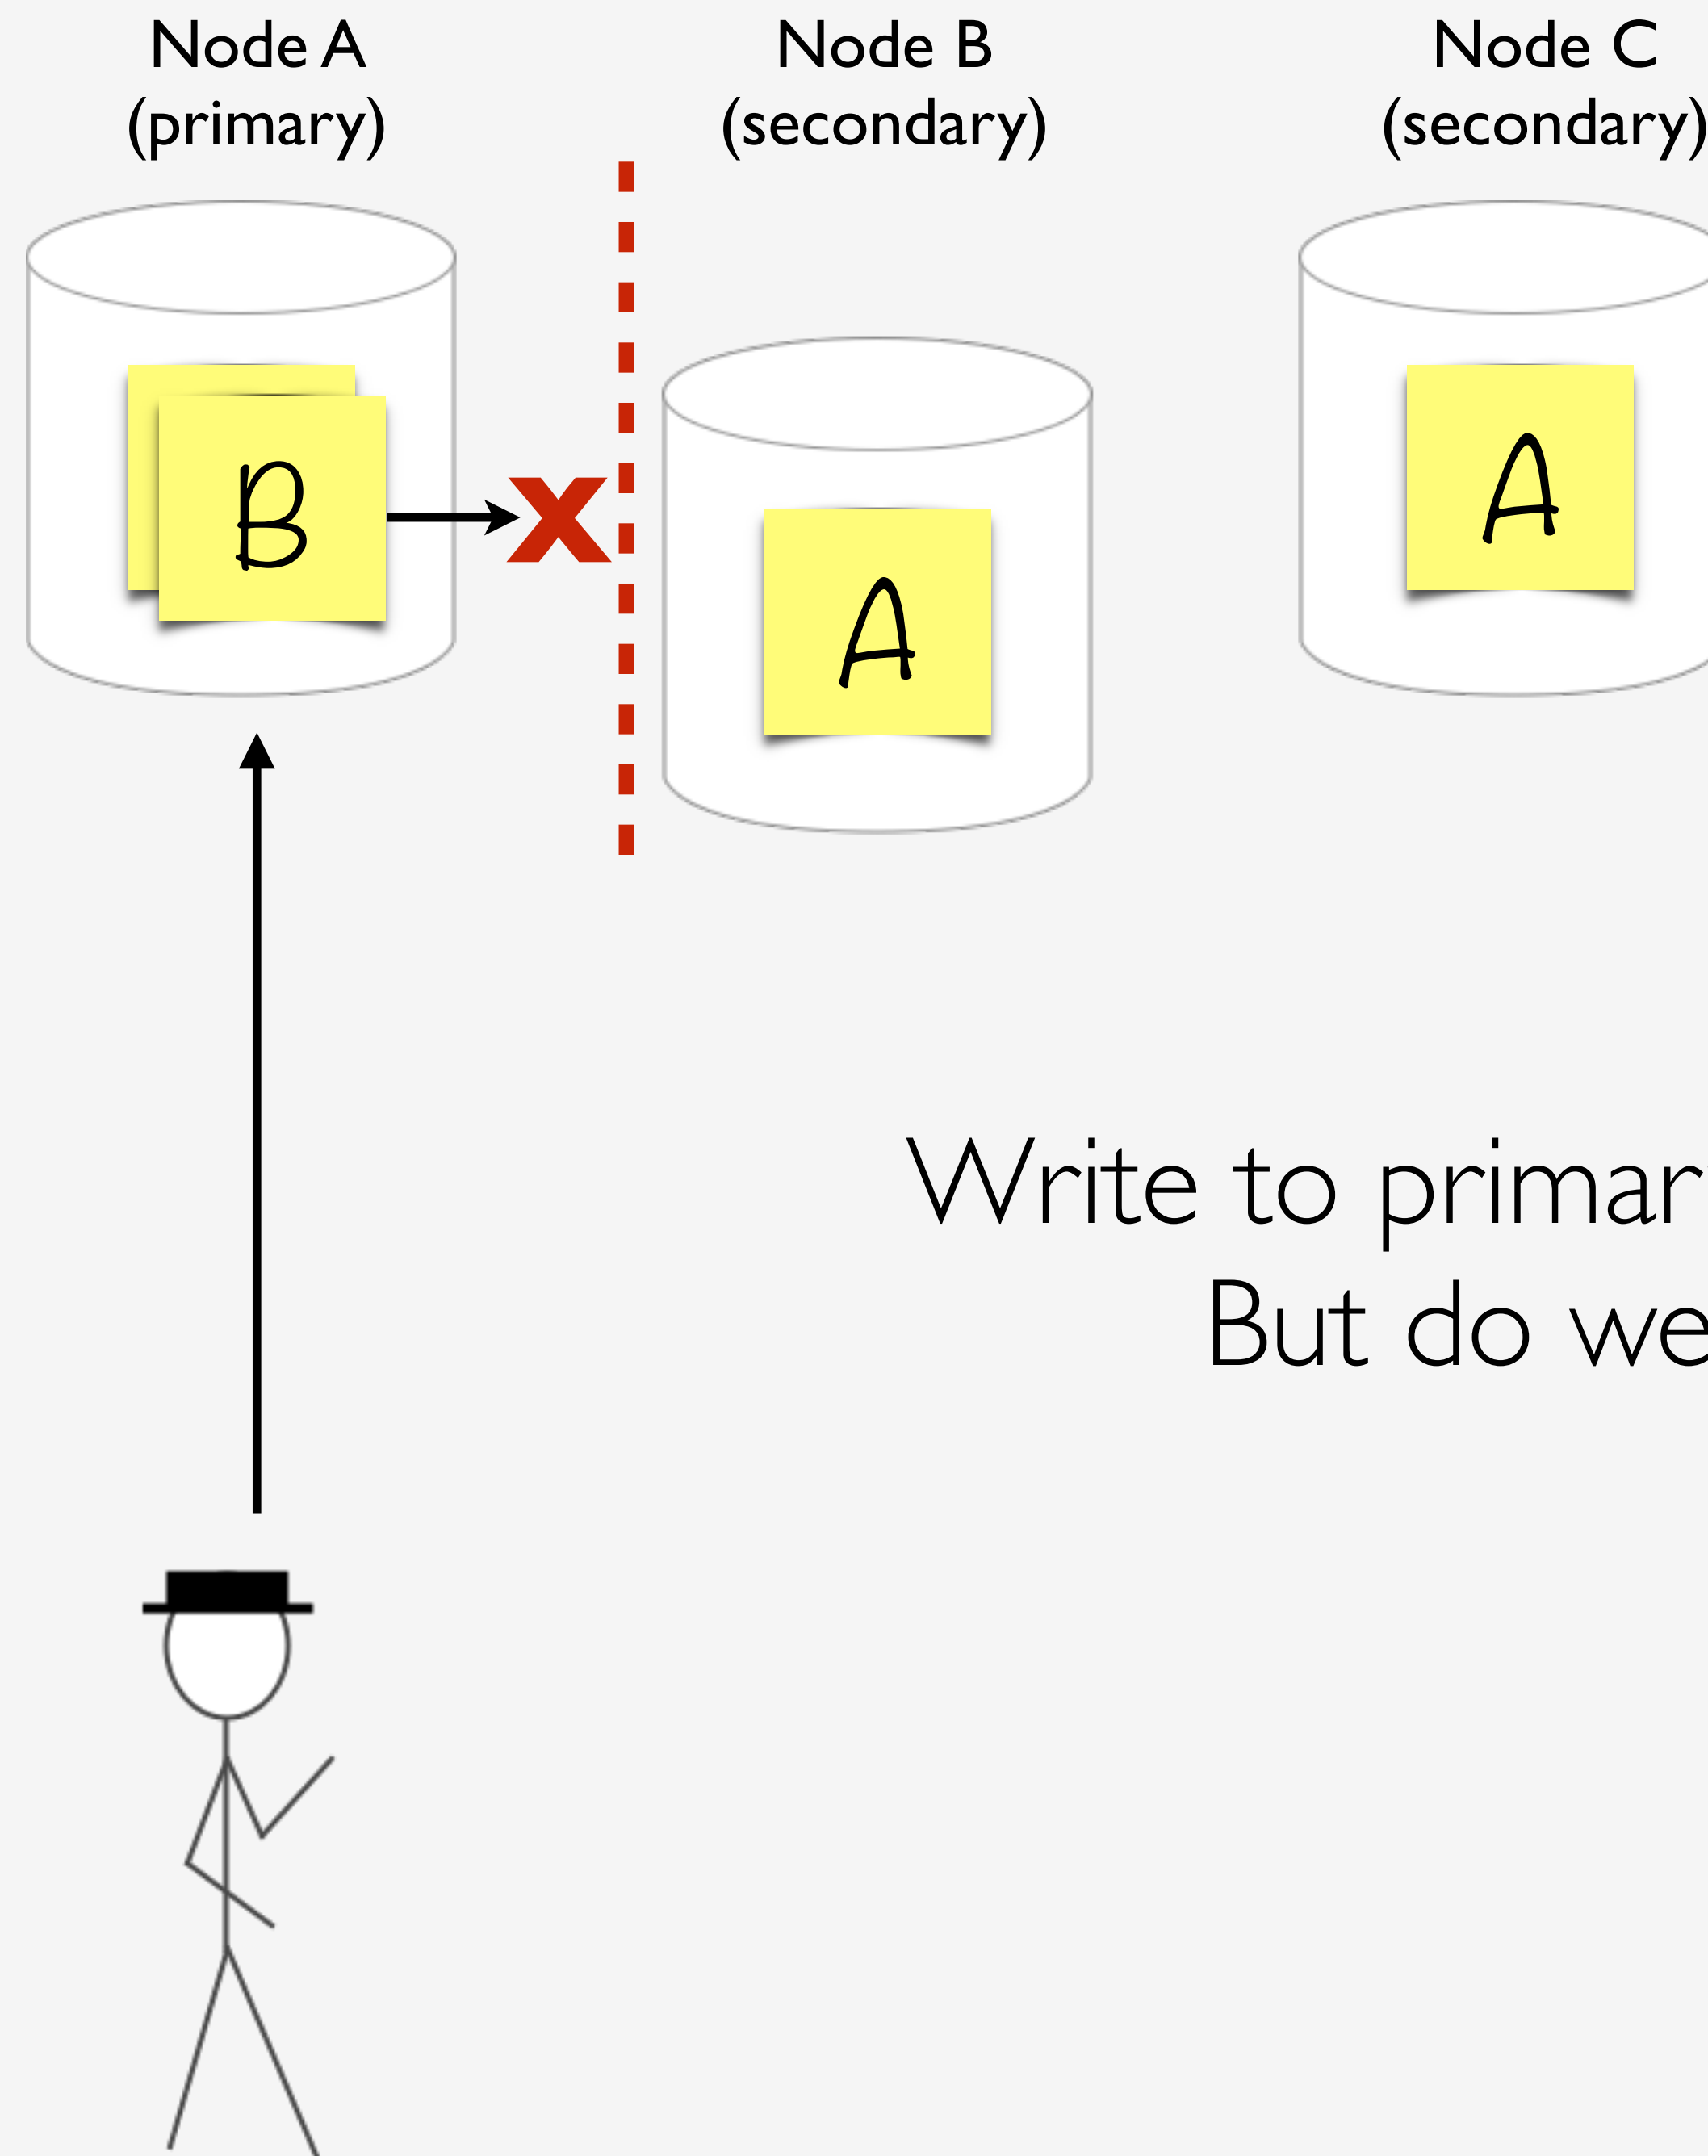 Node A
(primary)
Node B
(secondary)
Node C
(secondary)
B
A
A
x
Write to primar
But do we